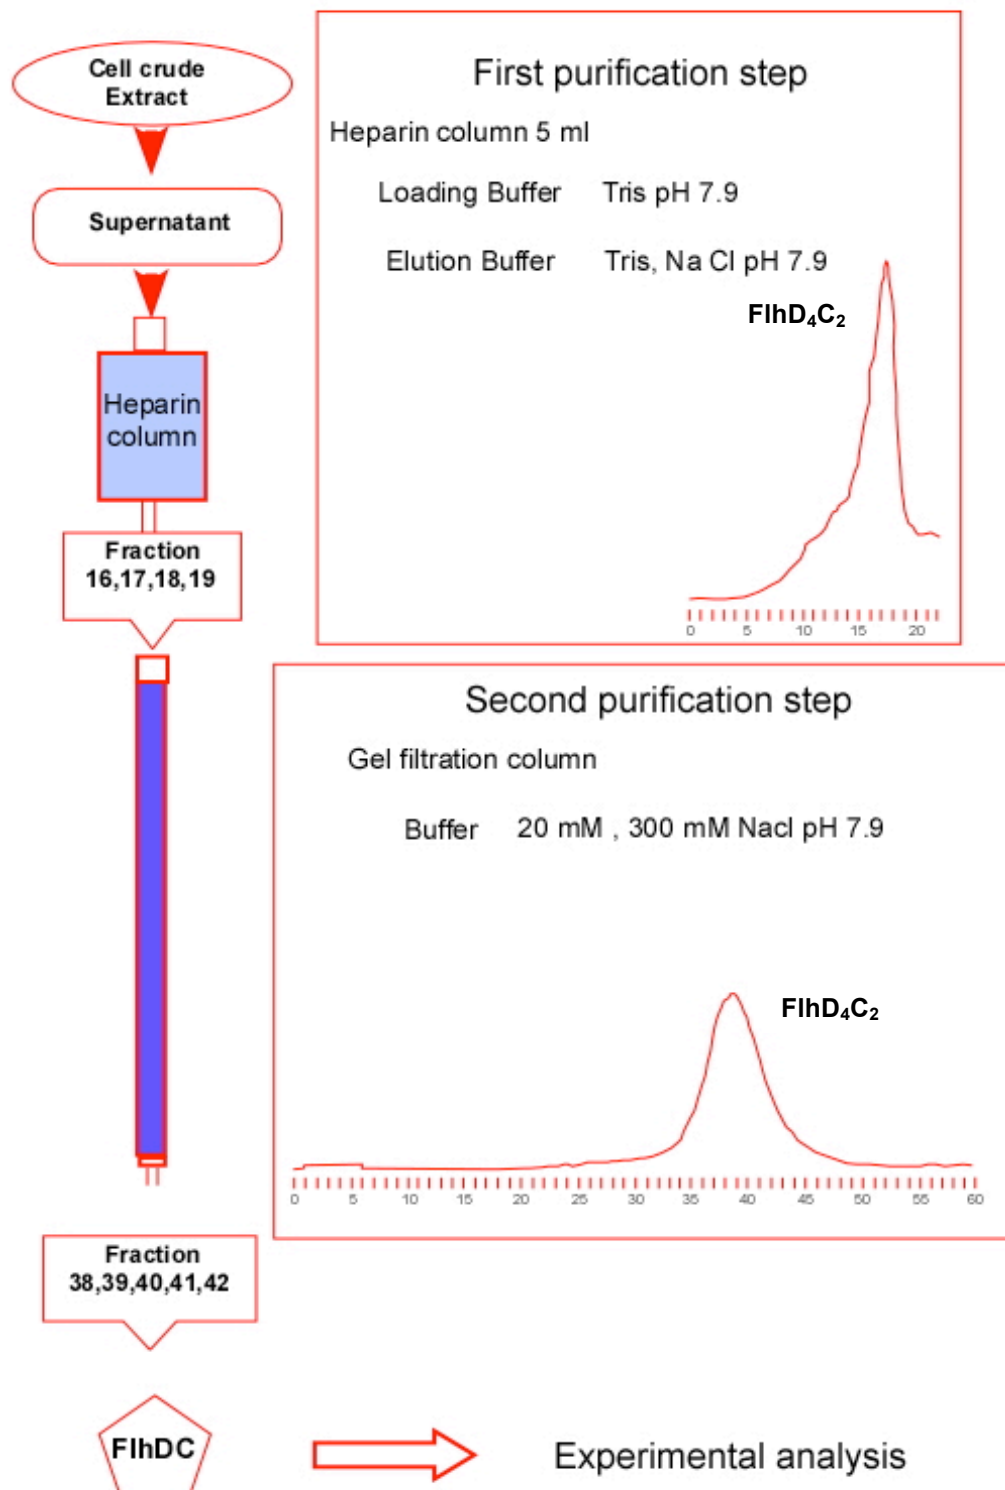 Cell crude
Extract
Supernatant
Heparin
column
Fraction
16,17,18,19
First purification step
Heparin column 5 ml
Loading Buffer Tris pH 7.9
Elution Buffer Tris, Na Cl pH 7.9
FlhD₄C₂
0 5 10 15 20
Second purification step
Gel filtration column
Buffer 20 mM , 300 mM Nacl pH 7.9
FlhD₄C₂
0 5 10 15 20 25 30 35 40 45 50 55 60
Fraction
38,39,40,41,42
FlhDC
Experimental analysis